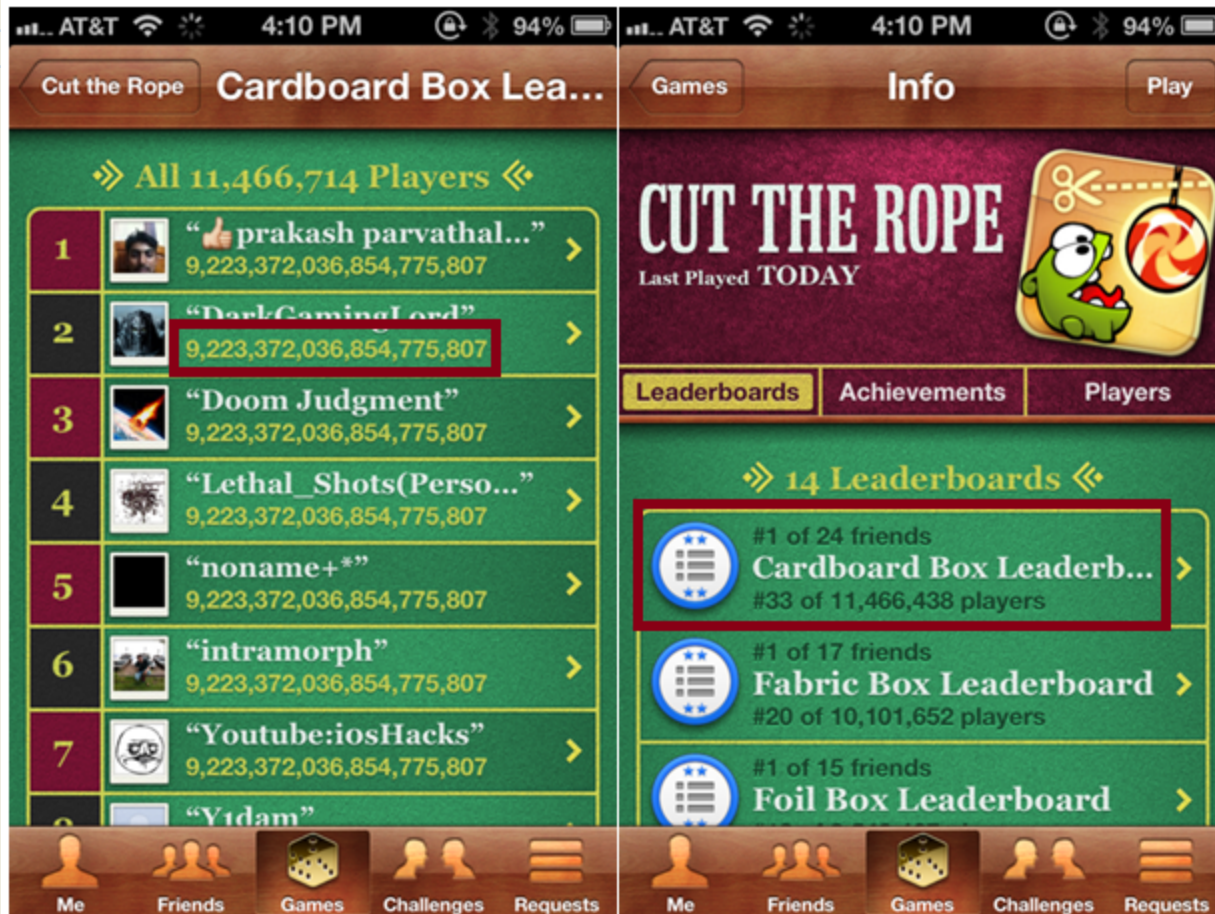 AT&T 4:10 PM 94%
Cut the Rope Cardboard Box Lea...
All 11,466,714 Players
1 “👍prakash parvathal...”
9,223,372,036,854,775,807
2 “DarkGamingLord”
9,223,372,036,854,775,807
3 “Doom Judgment”
9,223,372,036,854,775,807
4 “Lethal_Shots(Perso...”
9,223,372,036,854,775,807
5 “noname+*”
9,223,372,036,854,775,807
6 “intramorph”
9,223,372,036,854,775,807
7 “Youtube:iosHacks”
9,223,372,036,854,775,807
“Y1dam”
Me Friends Games Challenges Requests
AT&T 4:10 PM 94%
Games Info Play
CUT THE ROPE
Last Played TODAY
Leaderboards Achievements Players
14 Leaderboards
#1 of 24 friends
Cardboard Box Leaderb...
#33 of 11,466,438 players
#1 of 17 friends
Fabric Box Leaderboard
#20 of 10,101,652 players
#1 of 15 friends
Foil Box Leaderboard
Me Friends Games Challenges Requests